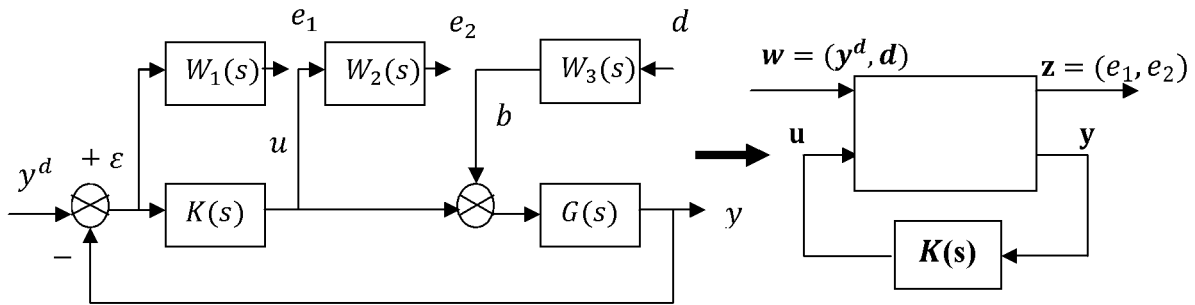 e₁ e₂ d
W₁(s) W₂(s) W₃(s)
b
u
+ ε
yᵈ
K(s) G(s) y
−
w = (yᵈ, d)
z = (e₁, e₂)
u y
K(s)